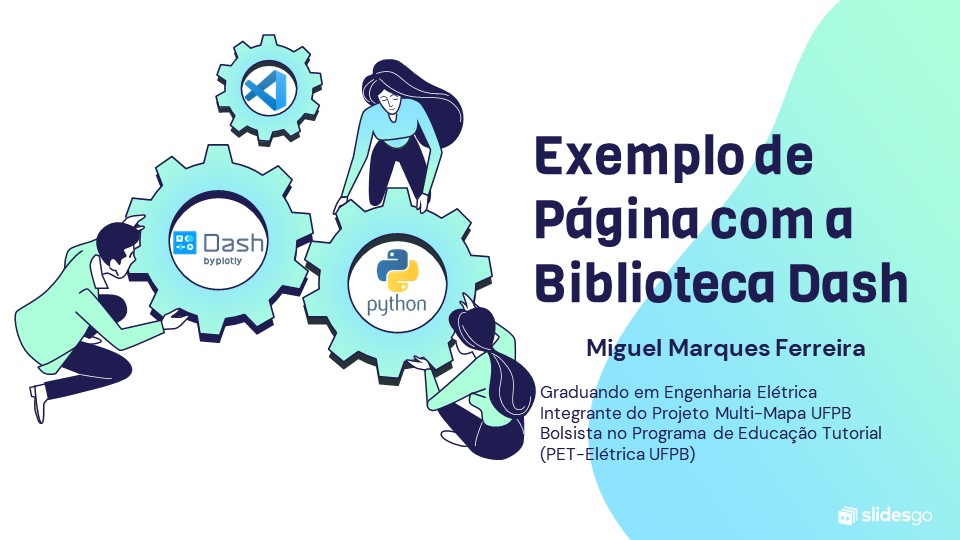 Exemplo de
Página com a
Biblioteca Dash
Miguel Marques Ferreira
Graduando em Engenharia Elétrica
Integrante do Projeto Multi-Mapa UFPB
Bolsista no Programa de Educação Tutorial
(PET-Elétrica UFPB)
Dash
byplotly
python
slidesgo